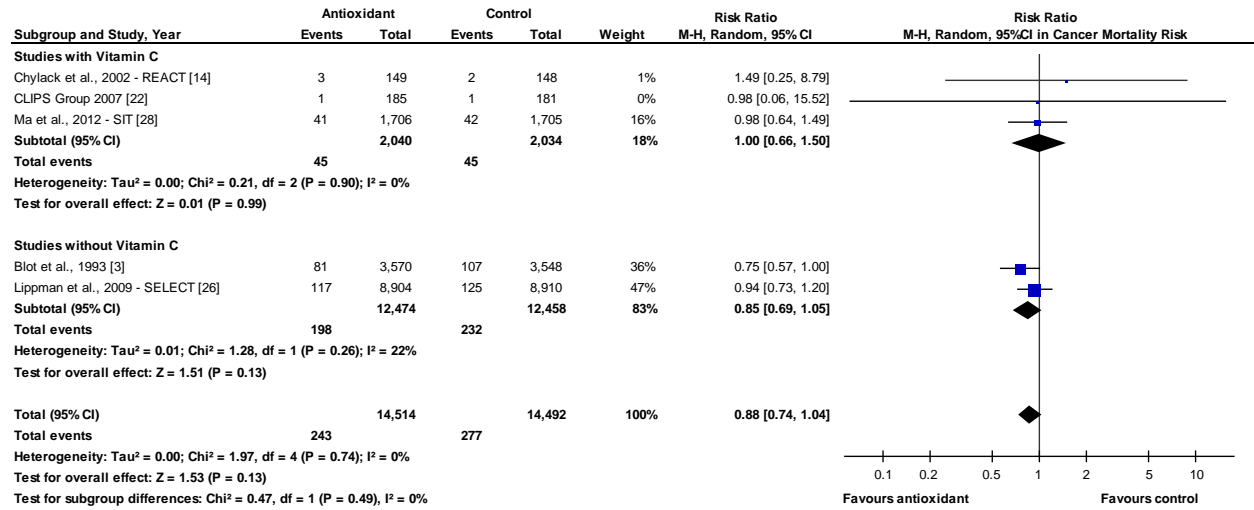 Antioxidant Control Risk Ratio Risk Ratio
Subgroup and Study, Year Events Total Events Total Weight M-H, Random, 95% CI M-H, Random, 95%CI in Cancer Mortality Risk
Studies with Vitamin C
Chylack et al., 2002 - REACT [14] 3 149 2 148 1% 1.49 [0.25, 8.79]
CLIPS Group 2007 [22] 1 185 1 181 0% 0.98 [0.06, 15.52]
Ma et al., 2012 - SIT [28] 41 1,706 42 1,705 16% 0.98 [0.64, 1.49]
Subtotal (95% CI) 2,040 2,034 18% 1.00 [0.66, 1.50]
Total events 45 45
Heterogeneity: Tau² = 0.00; Chi² = 0.21, df = 2 (P = 0.90); I² = 0%
Test for overall effect: Z = 0.01 (P = 0.99)
Studies without Vitamin C
Blot et al., 1993 [3] 81 3,570 107 3,548 36% 0.75 [0.57, 1.00]
Lippman et al., 2009 - SELECT [26] 117 8,904 125 8,910 47% 0.94 [0.73, 1.20]
Subtotal (95% CI) 12,474 12,458 83% 0.85 [0.69, 1.05]
Total events 198 232
Heterogeneity: Tau² = 0.01; Chi² = 1.28, df = 1 (P = 0.26); I² = 22%
Test for overall effect: Z = 1.51 (P = 0.13)
Total (95% CI) 14,514 14,492 100% 0.88 [0.74, 1.04]
Total events 243 277
Heterogeneity: Tau² = 0.00; Chi² = 1.97, df = 4 (P = 0.74); I² = 0%
Test for overall effect: Z = 1.53 (P = 0.13)
Test for subgroup differences: Chi² = 0.47, df = 1 (P = 0.49), I² = 0%
0.1 0.2 0.5 1 2 5 10
Favours antioxidant Favours control